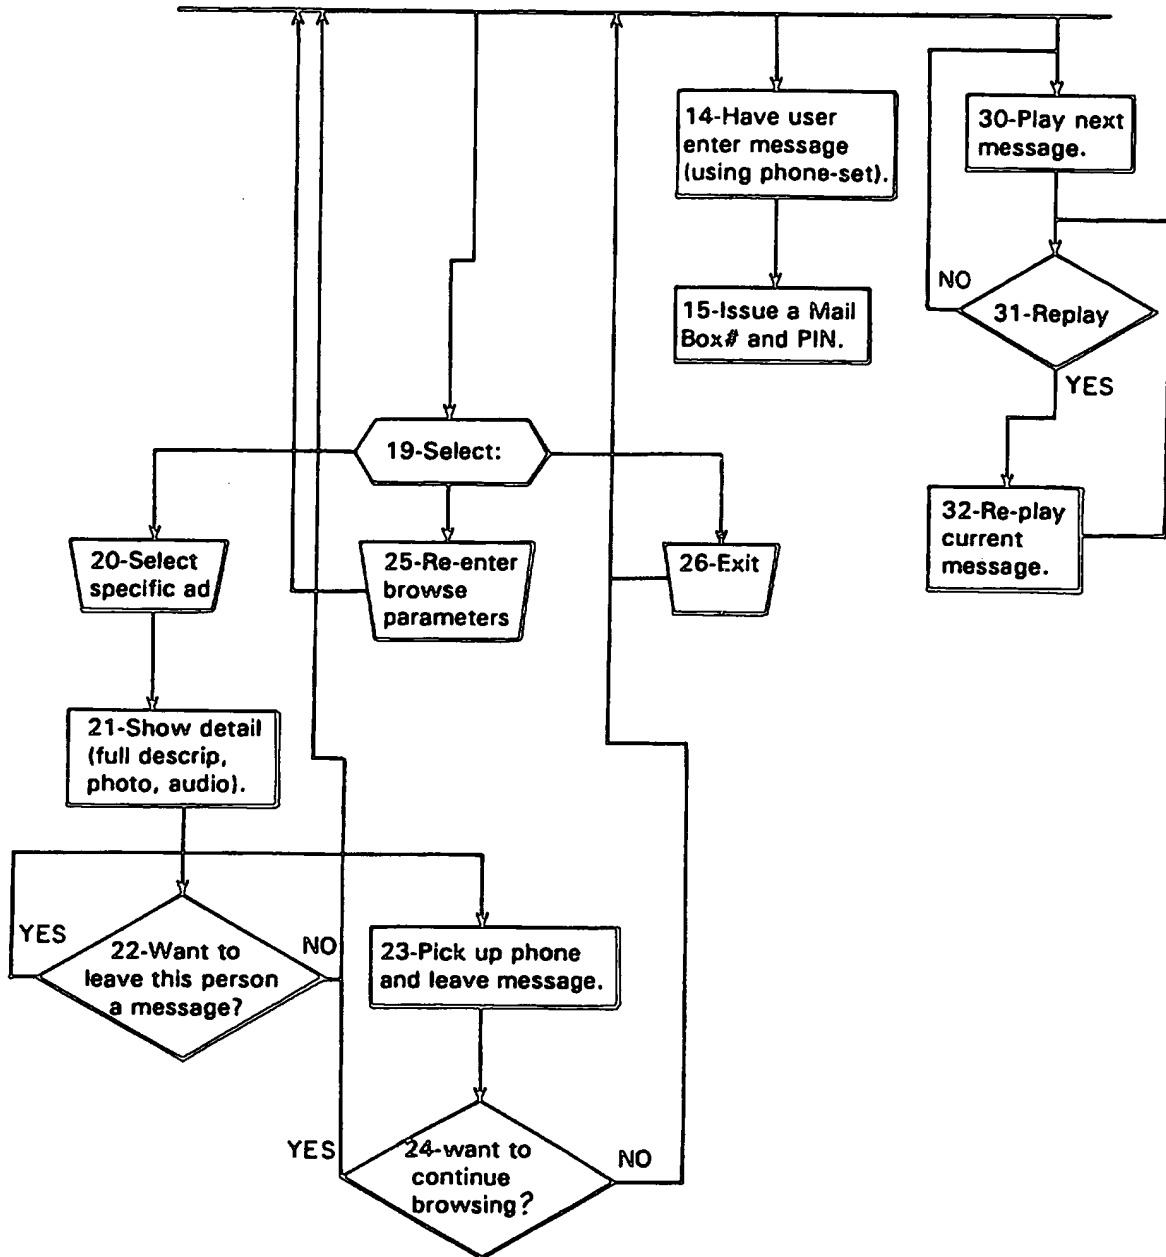 14-Have user
enter message
(using phone-set).
15-Issue a Mail
Box# and PIN.
30-Play next
message.
NO
31-Replay
YES
32-Re-play
current
message.
19-Select:
20-Select
specific ad
25-Re-enter
browse
parameters
26-Exit
21-Show detail
(full descrip,
photo, audio).
YES
22-Want to
leave this person
a message?
NO
23-Pick up phone
and leave message.
YES
24-want to
continue
browsing?
NO